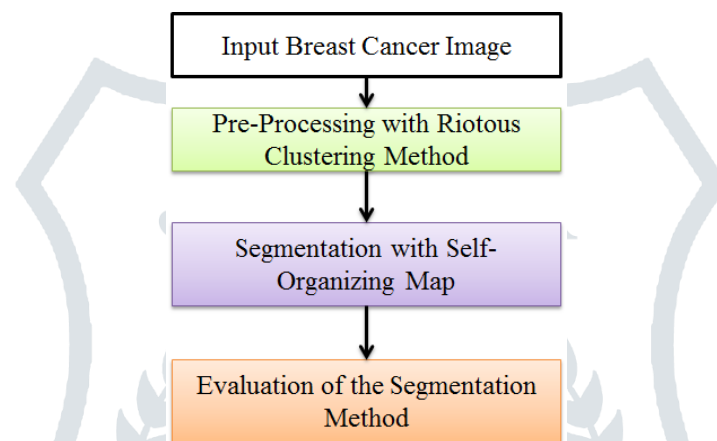 Input Breast Cancer Image
Pre-Processing with Riotous
Clustering Method
Segmentation with Self-
Organizing Map
Evaluation of the Segmentation
Method